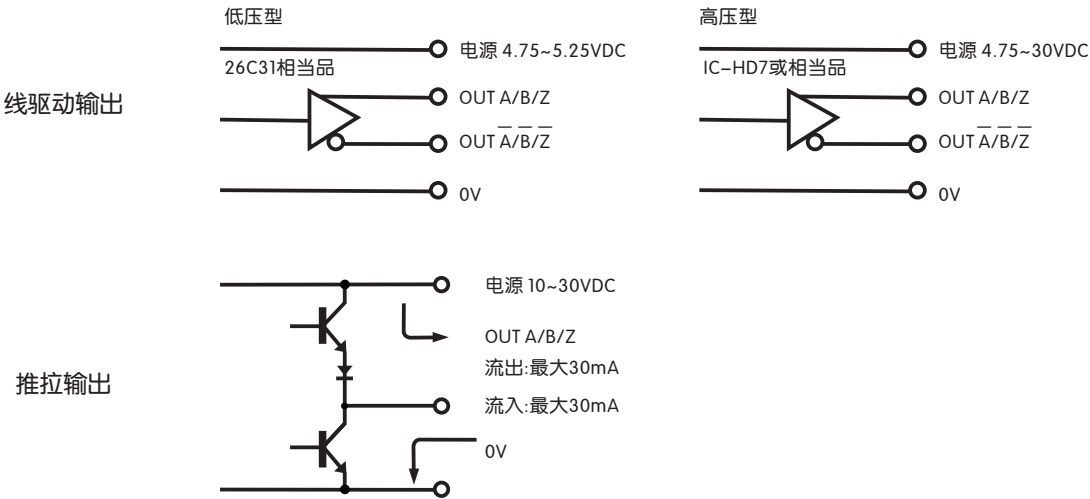 低压型
电源 4.75~5.25VDC
26C31相当品
线驱动输出
OUT A/B/Z
OUT A̅/B̅/Z̅
0V
高压型
电源 4.75~30VDC
IC-HD7或相当品
OUT A/B/Z
OUT A̅/B̅/Z̅
0V
推拉输出
电源 10~30VDC
OUT A/B/Z
流出:最大30mA
流入:最大30mA
0V